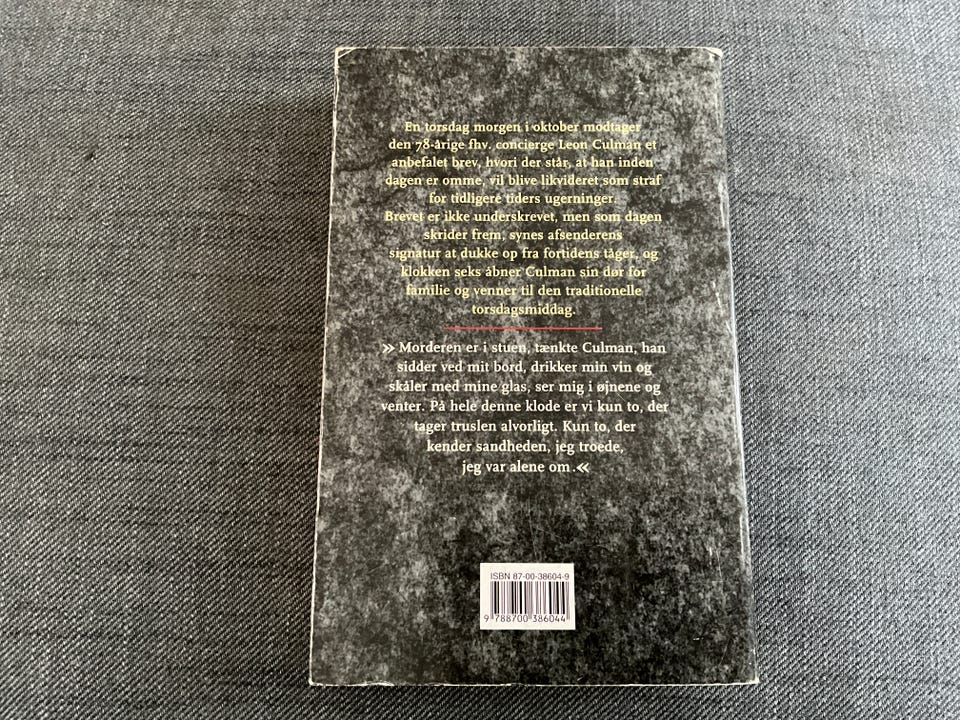 En torsdag morgen i oktober modtager
den 78-årige fhv. concierge Leon Culman et
anbefalet brev, hvori der står, at han inden
dagen er omme, vil blive likvideret som straf
for tidligere tiders ugerninger.
Brevet er ikke underskrevet, men som dagen
skrider frem, synes afsenderens
signatur at dukke op fra fortidens tåger, og
klokken seks åbner Culman sin dør for
familie og venner til den traditionelle
torsdagsmiddag.
» Morderen er i stuen, tænkte Culman, han
sidder ved mit bord, drikker min vin og
skåler med mine glas, ser mig i øjnene og
venter. På hele denne klode er vi kun to, der
tager truslen alvorligt. Kun to, der
kender sandheden, jeg troede,
jeg var alene om .«
ISBN 87-00-38604-9
9 788700 386044